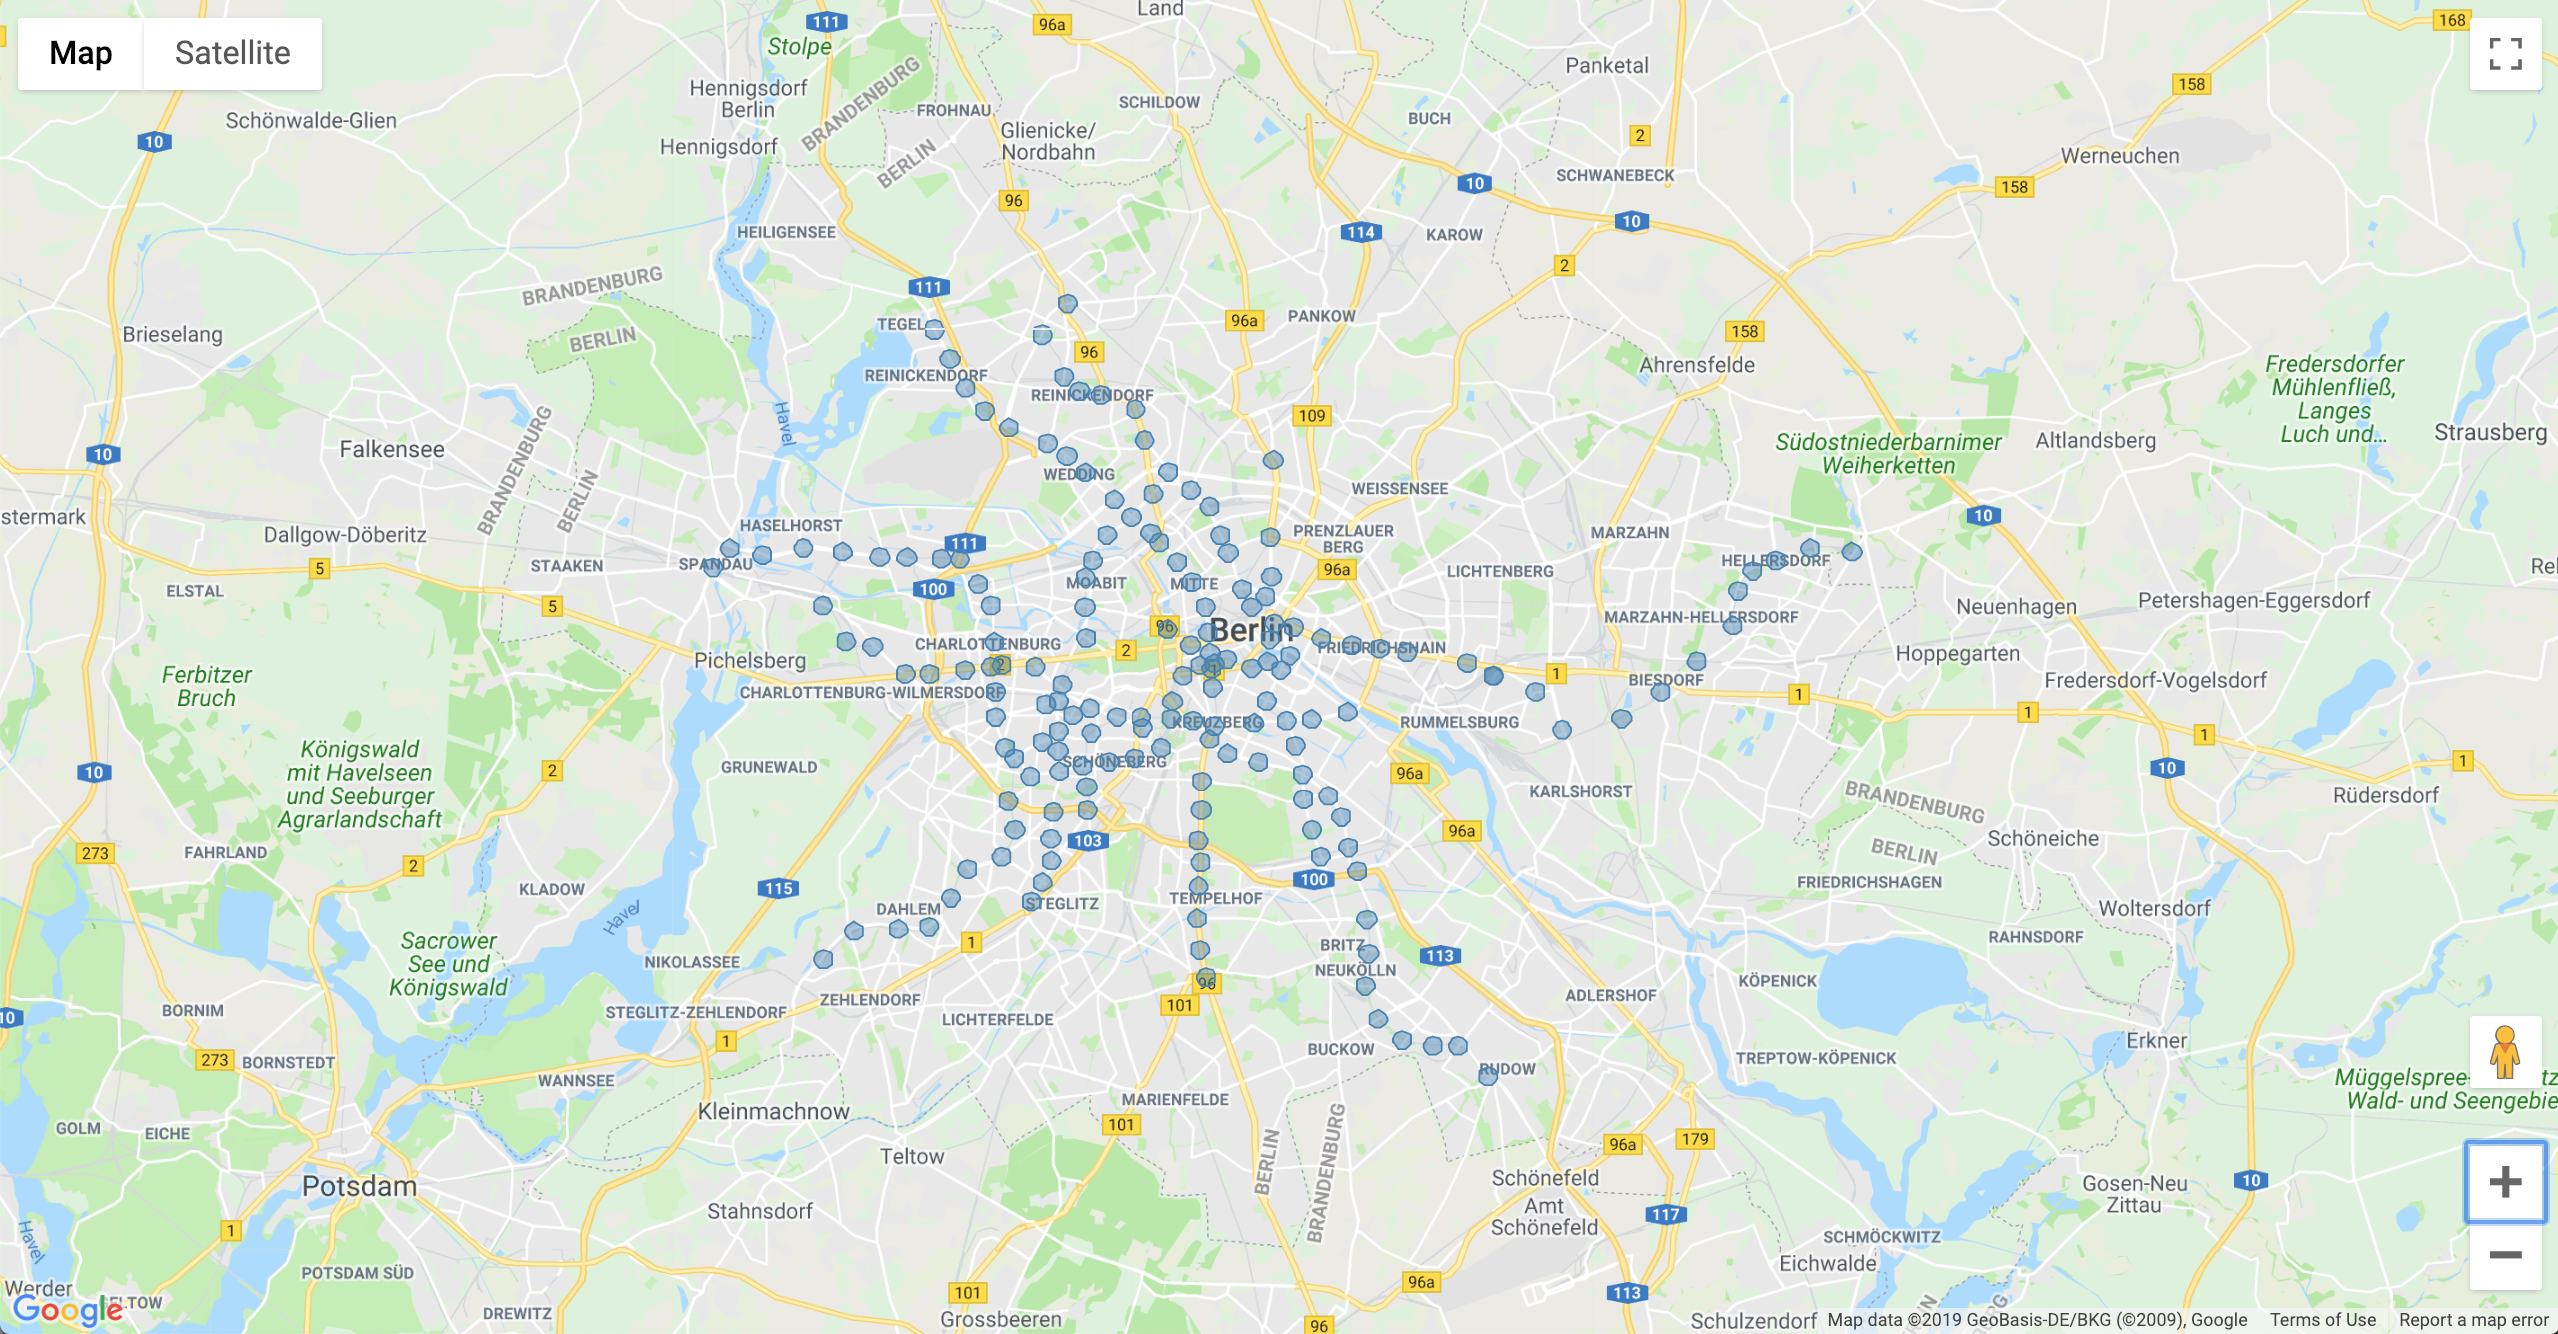 Map
Satellite
Land
111
96a
168
Stolpe
Panketal
158
Hennigsdorf
Berlin
BRANDENBURG
FROHNAU
SCHILDOW
BUCH
Schönwalde-Glien
10
Hennigsdorf
BERLIN
Glienicke/
Nordbahn
2
Werneuchen
SCHWANEBECK
10
158
96
10
HEILIGENSEE
114
KAROW
2
BRANDENBURG
111
Brieselang
BERLIN
TEGEL
96a
PANKOW
158
96
Ahrensfelde
Fredersdorfer
Mühlenfließ,
Langes
Luch und...
REINICKENDORF
REINICKENDORF
Havel
109
BRANDENBURG
Falkensee
10
Südostniederbarnimer
Weiherketten
Altlandsberg
Strausberg
WEDDING
WEISSENSEE
BERLIN
stermark
Dallgow-Döberitz
HASELHORST
111
PRENZLAUER
BERG
MARZAHN
10
5
STAAKEN
SPANDAU
HELLERSDORF
Rel
ELSTAL
100
MOABIT
MITTE
96a
LICHTENBERG
5
MARZAHN-HELLERSDORF
Neuenhagen
Petershagen-Eggersdorf
96
Berlin
CHARLOTTENBURG
2
FRIEDRICHSHAIN
Pichelsberg
2
1
1
BIESDORF
Hoppegarten
Ferbitzer
Bruch
CHARLOTTENBURG-WILMERSDORF
1
Fredersdorf-Vogelsdorf
1
KREUZBERG
RUMMELSBURG
1
Königswald
mit Havelseen
und Seeburger
Agrarlandschaft
10
2
GRUNEWALD
SCHÖNEBERG
96a
10
1
KARLSHORST
BRANDENBURG
Rüdersdorf
273
FAHRLAND
2
103
96a
BERLIN
Schöneiche
KLADOW
115
100
FRIEDRICHSHAGEN
DAHLEM
STEGLITZ
TEMPELHOF
Woltersdorf
Havel
Sacrower
See und
Königswald
1
BRITZ
RAHNSDORF
NIKOLASSEE
NEUKÖLLN
113
KÖPENICK
96
ZEHLENDORF
101
ADLERSHOF
BORNIM
STEGLITZ-ZEHLENDORF
LICHTERFELDE
10
1
Erkner
273
BORNSTEDT
BUCKOW
TREPTOW-KÖPENICK
RUDOW
WANNSEE
MARIENFELDE
Müggelspree-
tz
Wald- und Seengebie
Kleinmachnow
GOLM
EICHE
101
BRANDENBURG
BERLIN
96a
179
Teltow
Potsdam
Schönefeld
Amt
Schönefeld
10
Gosen-Neu
Zittau
Stahnsdorf
117
1
Havel
SCHMÖCKWITZ
Eichwalde
POTSDAM SÜD
Werder
96a
101
113
Google
ELTOW
DREWITZ
Grossbeeren
96
Schulzendorf
Map data ©2019 GeoBasis-DE/BKG (©2009), Google
Terms of Use
Report a map error